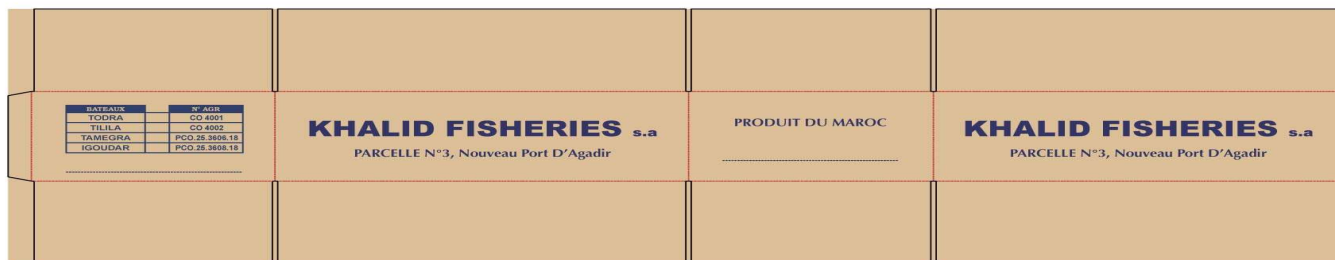 BATEAUX N° AGR
TODRA CO 4001
TILILA CO 4002
TAMEGRA PCO.25.3606.18
IGOUDAR PCO.25.3608.18
KHALID FISHERIES s.a
PARCELLE N°3, Nouveau Port D'Agadir
PRODUIT DU MAROC
KHALID FISHERIES s.a
PARCELLE N°3, Nouveau Port D'Agadir